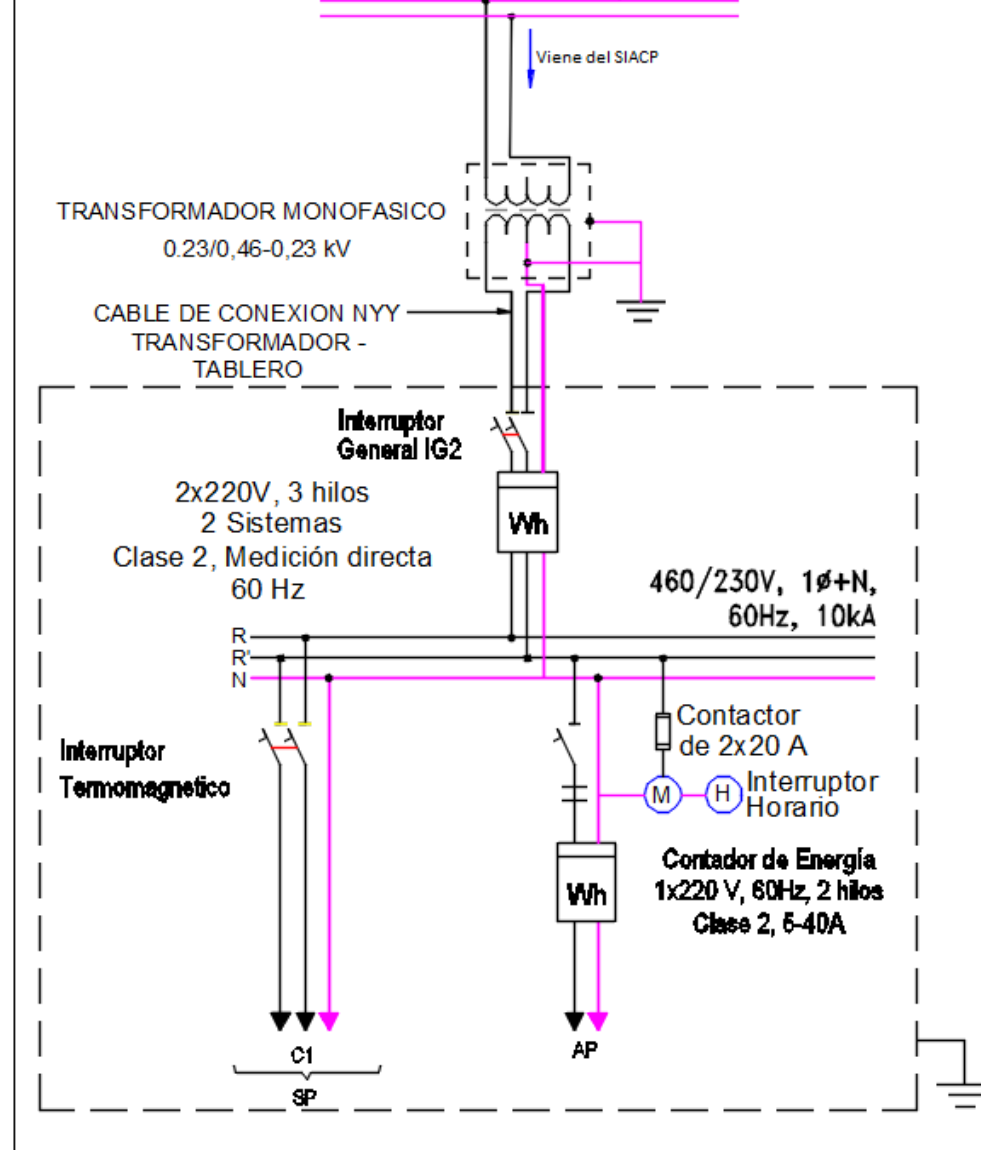 Viene del SIACP
TRANSFORMADOR MONOFASICO
0.23/0,46-0,23 kV
CABLE DE CONEXION NYY
TRANSFORMADOR -
TABLERO
Interruptor
General IG2
2x220V, 3 hilos
2 Sistemas
Clase 2, Medición directa
60 Hz
Wh
460/230V, 1ø+N,
60Hz, 10kA
R
R'
N
Contactor
de 2x20 A
Interruptor
Termomagnetico
M
H
Interruptor
Horario
Wh
Contador de Energía
1x220 V, 60Hz, 2 hilos
Clase 2, 5-40A
C1
AP
SP